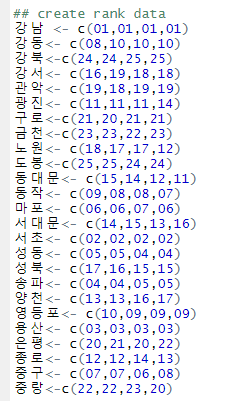 ## create rank data
강남 <- c(01,01,01,01)
강동<- c(08,10,10,10)
강북<-c(24,24,25,25)
강서<- c(16,19,18,18)
관악<- c(19,18,19,19)
광진<- c(11,11,11,14)
구로<-c(21,20,21,21)
금천<-c(23,23,22,23)
노원<- c(18,17,17,12)
도봉<-c(25,25,24,24)
동대문<- c(15,14,12,11)
동작<- c(09,08,08,07)
마포<- c(06,06,07,06)
서대문<- c(14,15,13,16)
서초<- c(02,02,02,02)
성동<- c(05,05,04,04)
성북<- c(17,16,15,15)
송파<- c(04,04,05,05)
양천<- c(13,13,16,17)
영등포<- c(10,09,09,09)
용산<- c(03,03,03,03)
은평<- c(20,21,20,22)
종로<- c(12,12,14,13)
중구<- c(07,07,06,08)
중랑<-c(22,22,23,20)